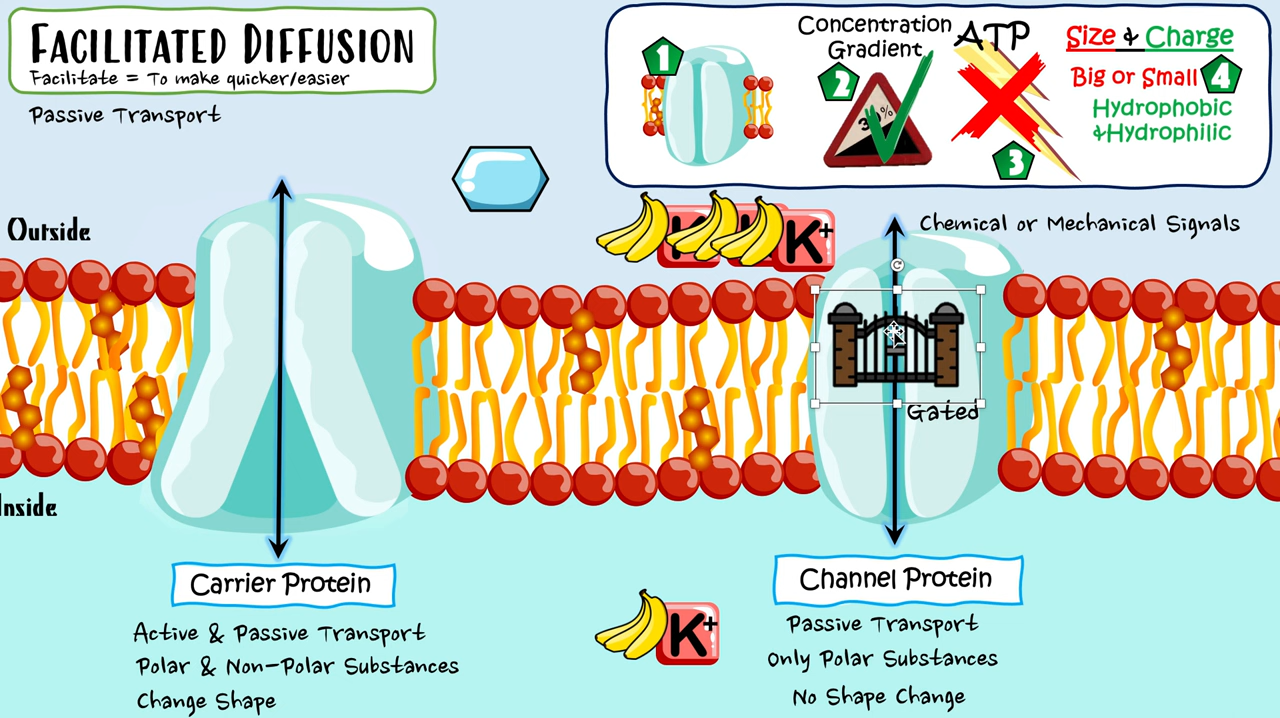 FACILITATED DIFFUSION
Facilitate = To make quicker/easier
Passive Transport
1
Concentration
Gradient
2
ATP
3
Size & Charge
Big or Small
4
Hydrophobic
&Hydrophilic
Outside
K+
Chemical or Mechanical Signals
Gated
Inside
Carrier Protein
Active & Passive Transport
Polar & Non-Polar Substances
Change Shape
K+
Channel Protein
Passive Transport
Only Polar Substances
No Shape Change